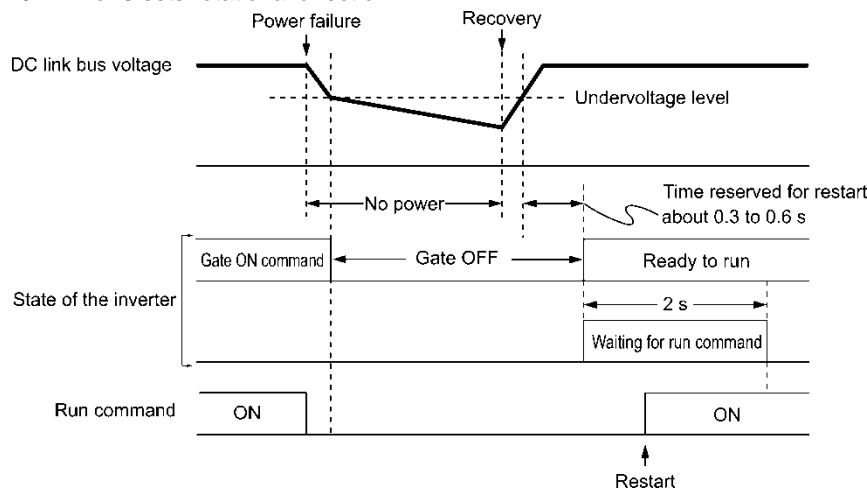 Power failure
Recovery
DC link bus voltage
Undervoltage level
No power
Time reserved for restart
about 0.3 to 0.6 s
Gate ON command
Gate OFF
Ready to run
State of the inverter
2 s
Waiting for run command
Run command
ON
ON
Restart